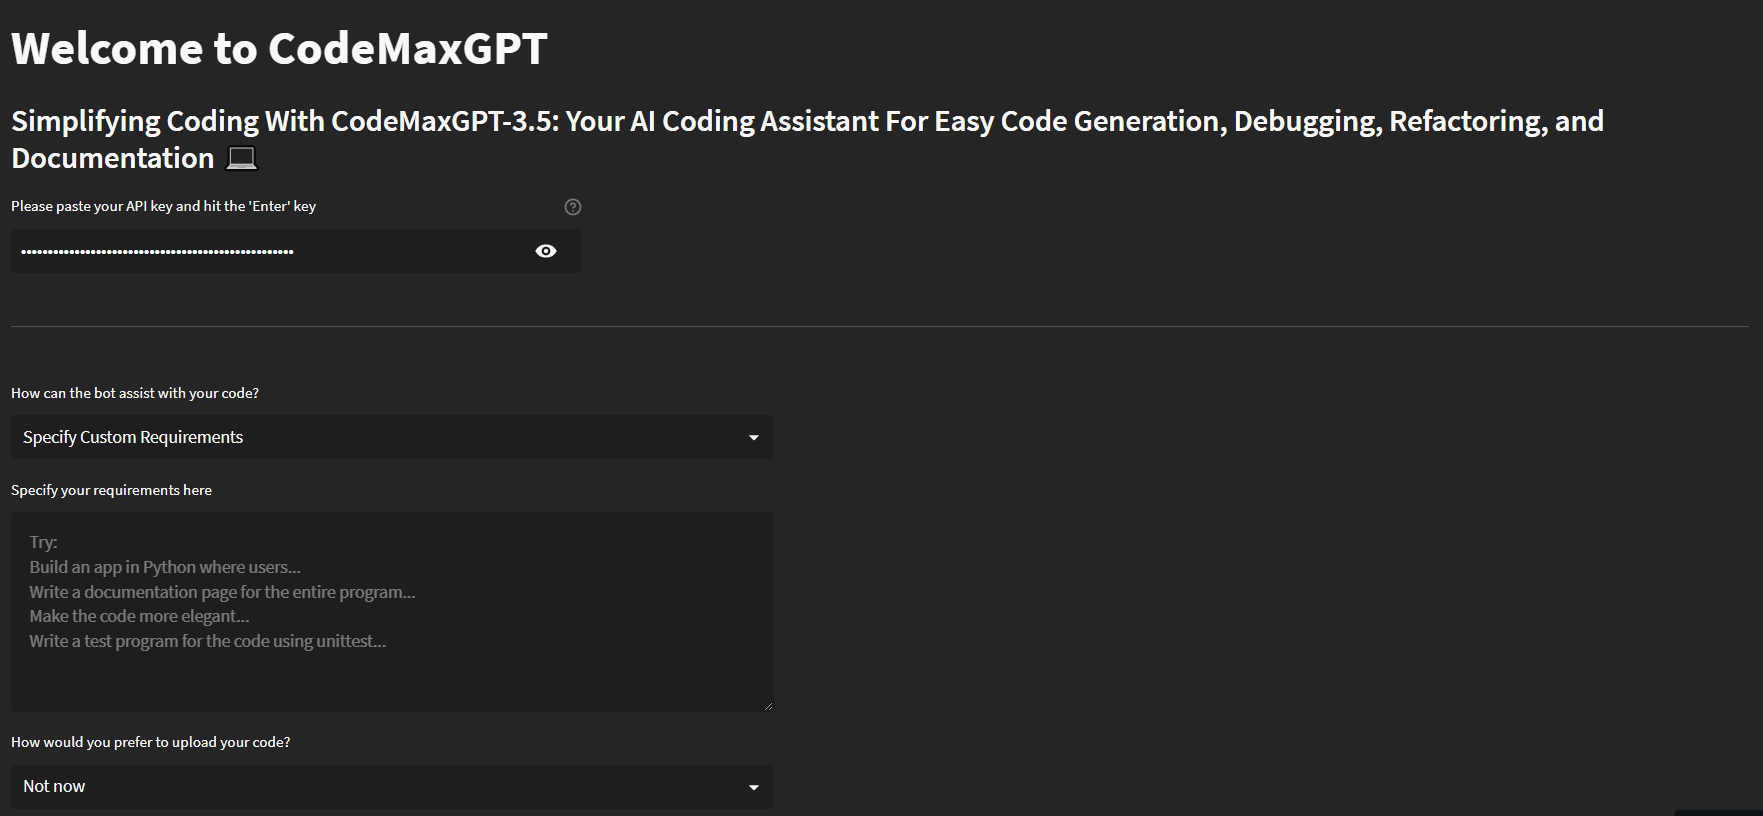 Welcome to CodeMaxGPT
Simplifying Coding With CodeMaxGPT-3.5: Your AI Coding Assistant For Easy Code Generation, Debugging, Refactoring, and
Documentation 💻
Please paste your API key and hit the 'Enter' key
How can the bot assist with your code?
Specify Custom Requirements
Specify your requirements here
Try:
Build an app in Python where users...
Write a documentation page for the entire program...
Make the code more elegant...
Write a test program for the code using unittest...
How would you prefer to upload your code?
Not now